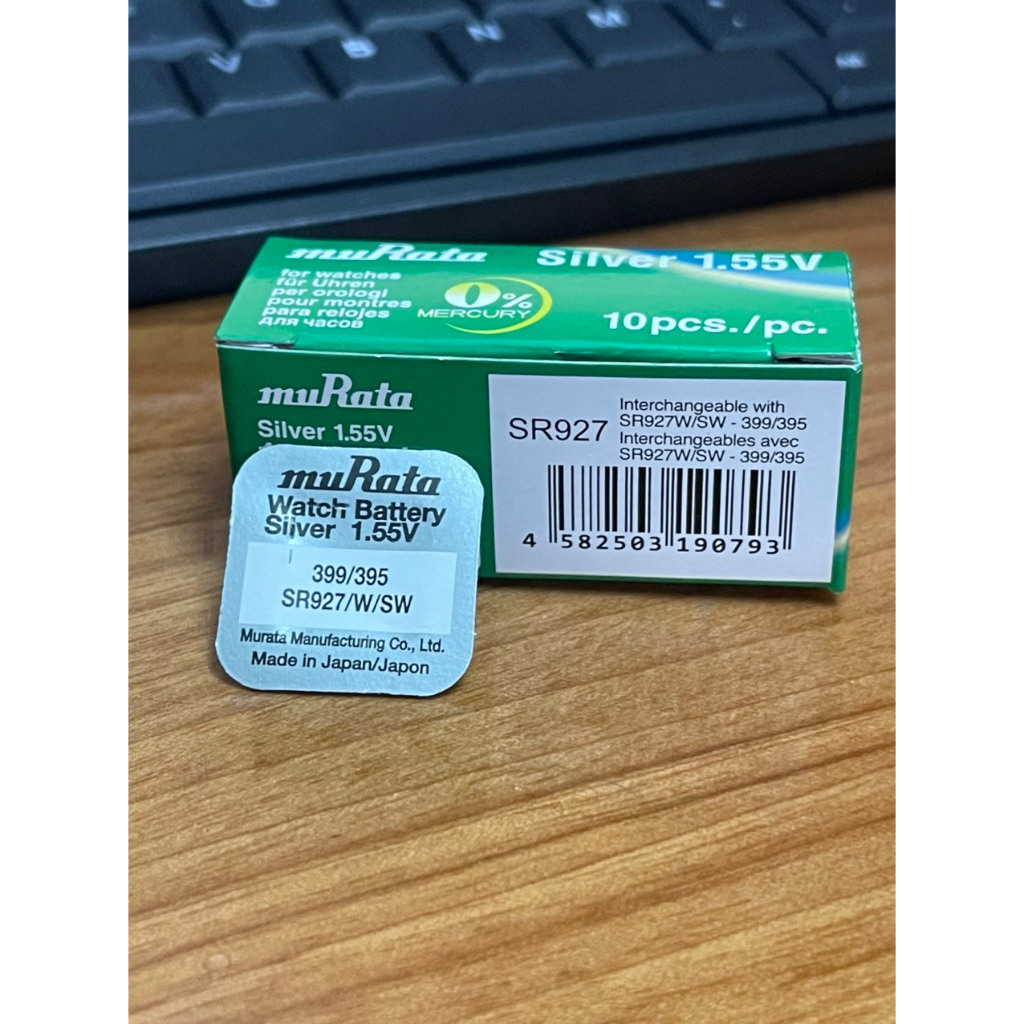 V B N M
muRata
Silver 1.55V
for watches
für Uhren
per orologi
pour montres
para relojes
для часов
0%
MERCURY
10pcs./pc.
muRata
Silver 1.55V
SR927
Interchangeable with
SR927W/SW - 399/395
Interchangeables avec
SR927W/SW - 399/395
4 582503 190793
muRata
Watch Battery
Silver 1.55V
399/395
SR927/W/SW
Murata Manufacturing Co., Ltd.
Made in Japan/Japon